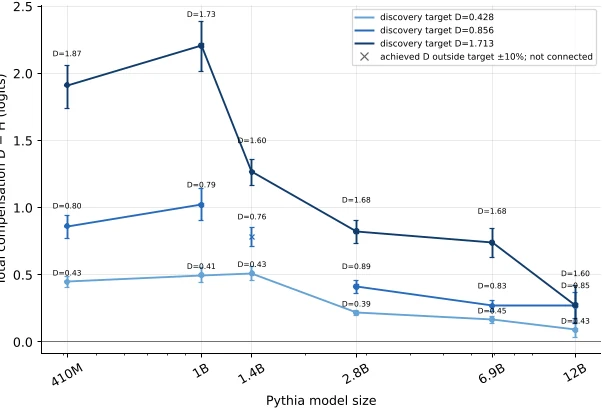 discovery target D=0.428
discovery target D=0.856
discovery target D=1.713
achieved D outside target ±10%; not connected
D=1.87
D=1.73
D=1.60
D=1.68
D=1.68
D=1.60
D=0.80
D=0.79
D=0.76
D=0.89
D=0.83
D=0.85
D=0.43
D=0.41
D=0.43
D=0.39
D=0.45
D=0.43
2.5
2.0
1.5
1.0
0.5
0.0
compensation D − H (logits)
410M
1B
1.4B
2.8B
6.9B
12B
Pythia model size